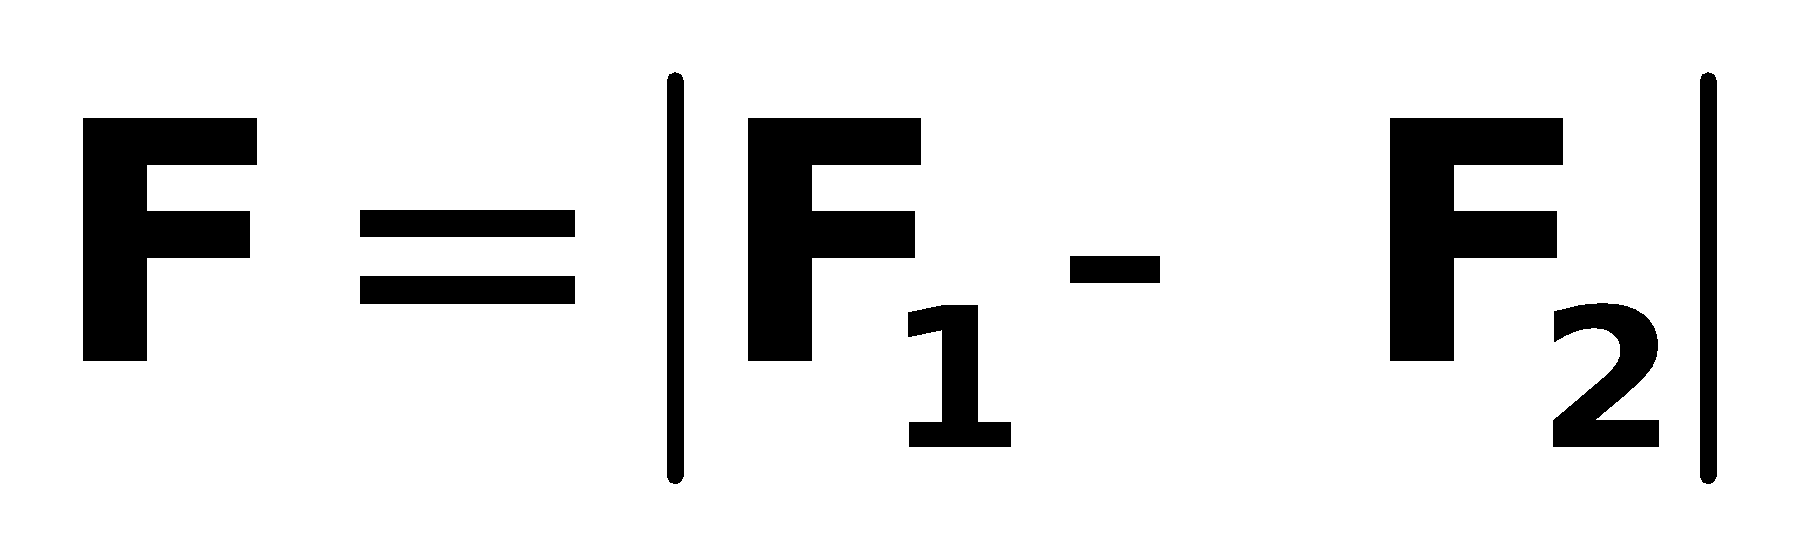 F = |F₁ - F₂|